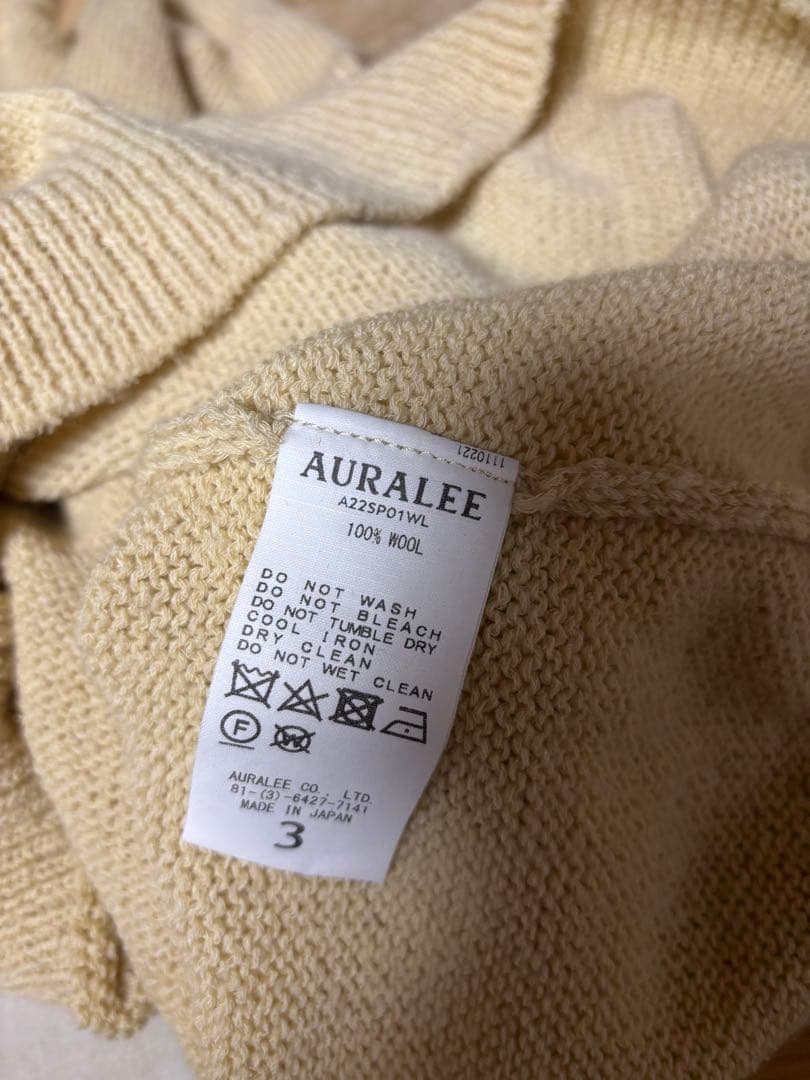 1110221
AURALEE
A22SP01WL
100% WOOL
DO NOT WASH
DO NOT BLEACH
DO NOT TUMBLE DRY
COOL IRON
DRY CLEAN
DO NOT WET CLEAN
F W
AURALEE CO., LTD.
81-(3)-6427-7141
MADE IN JAPAN
3